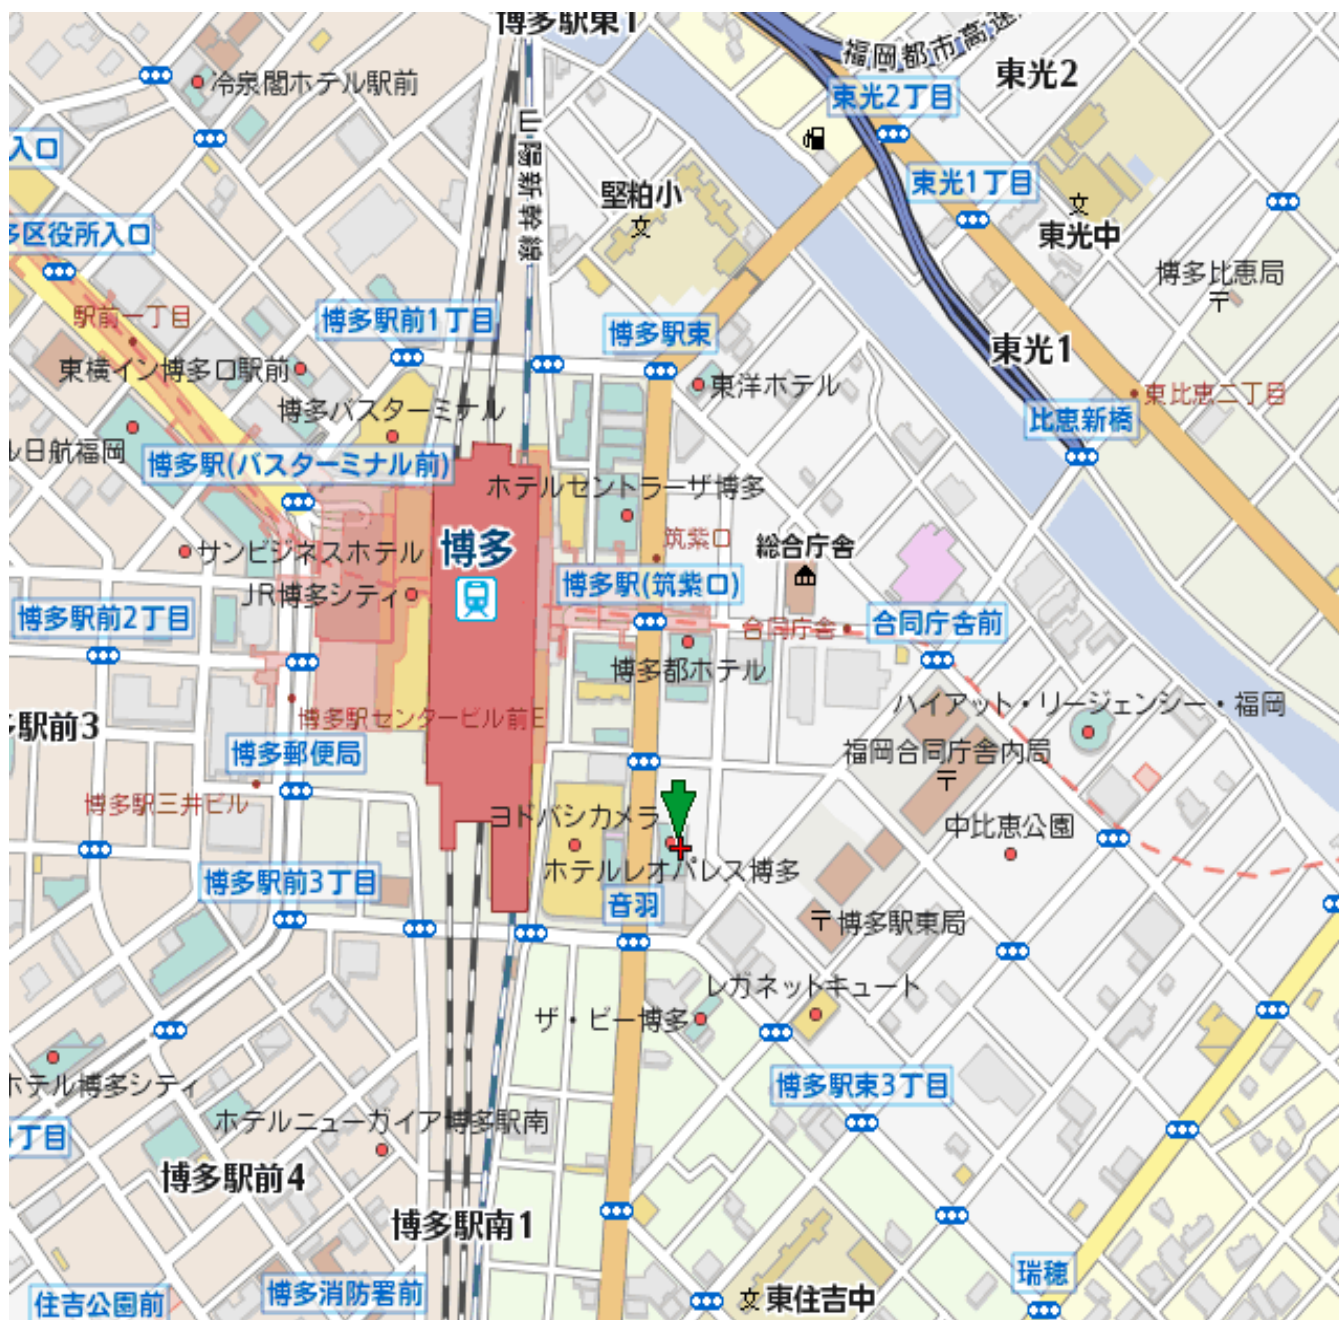 博多駅東1
福岡都市高速
東光2
冷泉閣ホテル駅前
東光2丁目
山陽新幹線
入口
東光1丁目
堅粕小
東光中
多区役所入口
博多比恵局
駅前一丁目
博多駅前1丁目
博多駅東
東光1
東横イン博多口駅前
東洋ホテル
東比恵二丁目
博多バスターミナル
比恵新橋
ル日航福岡
博多駅(バスターミナル前)
ホテルセントラーザ博多
筑紫口
総合庁舎
博多
サンビジネスホテル
博多駅(筑紫口)
JR博多シティ
博多駅前2丁目
合同庁舎
合同庁舎前
博多都ホテル
ハイアット・リージェンシー・福岡
多駅前3
博多駅センタービル前
博多郵便局
福岡合同庁舎内局
博多駅三井ビル
ヨドバシカメラ
中比恵公園
ホテルレオパレス博多
博多駅前3丁目
音羽
博多駅東局
レガネットキュート
ザ・ビー博多
ホテル博多シティ
博多駅東3丁目
ホテルニューガイア博多駅南
丁目
博多駅前4
博多駅南1
瑞穂
住吉公園前
博多消防署前
東住吉中